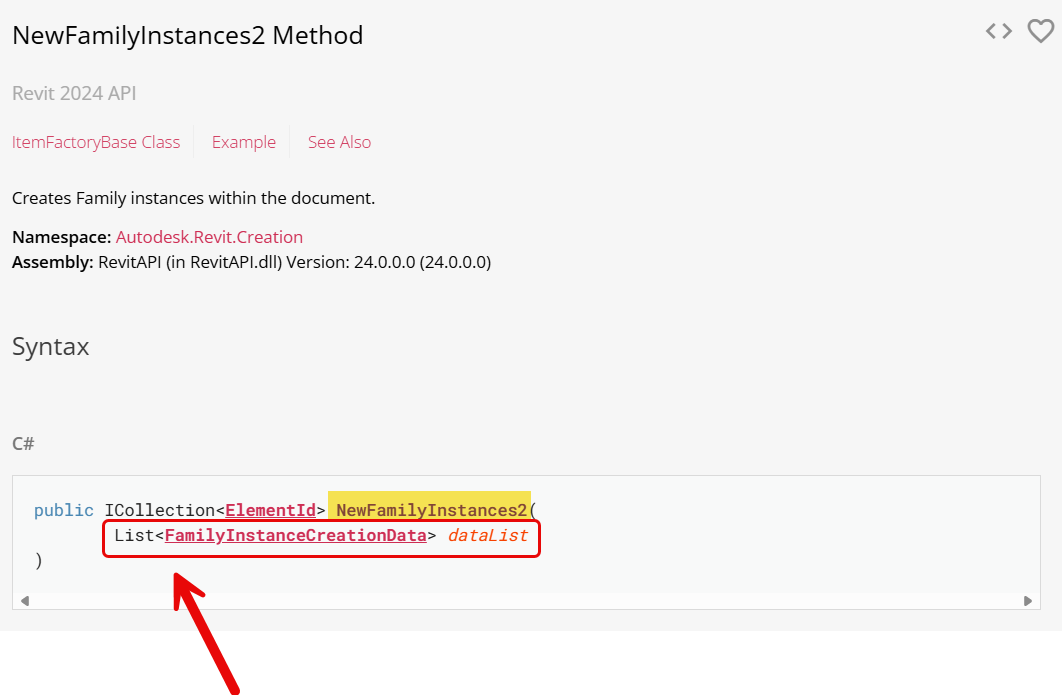 NewFamilyInstances2 Method
Revit 2024 API
ItemFactoryBase Class Example See Also
Creates Family instances within the document.
Namespace: Autodesk.Revit.Creation
Assembly: RevitAPI (in RevitAPI.dll) Version: 24.0.0.0 (24.0.0.0)
Syntax
C#
public ICollection<ElementId> NewFamilyInstances2(
List<FamilyInstanceCreationData> dataList
)